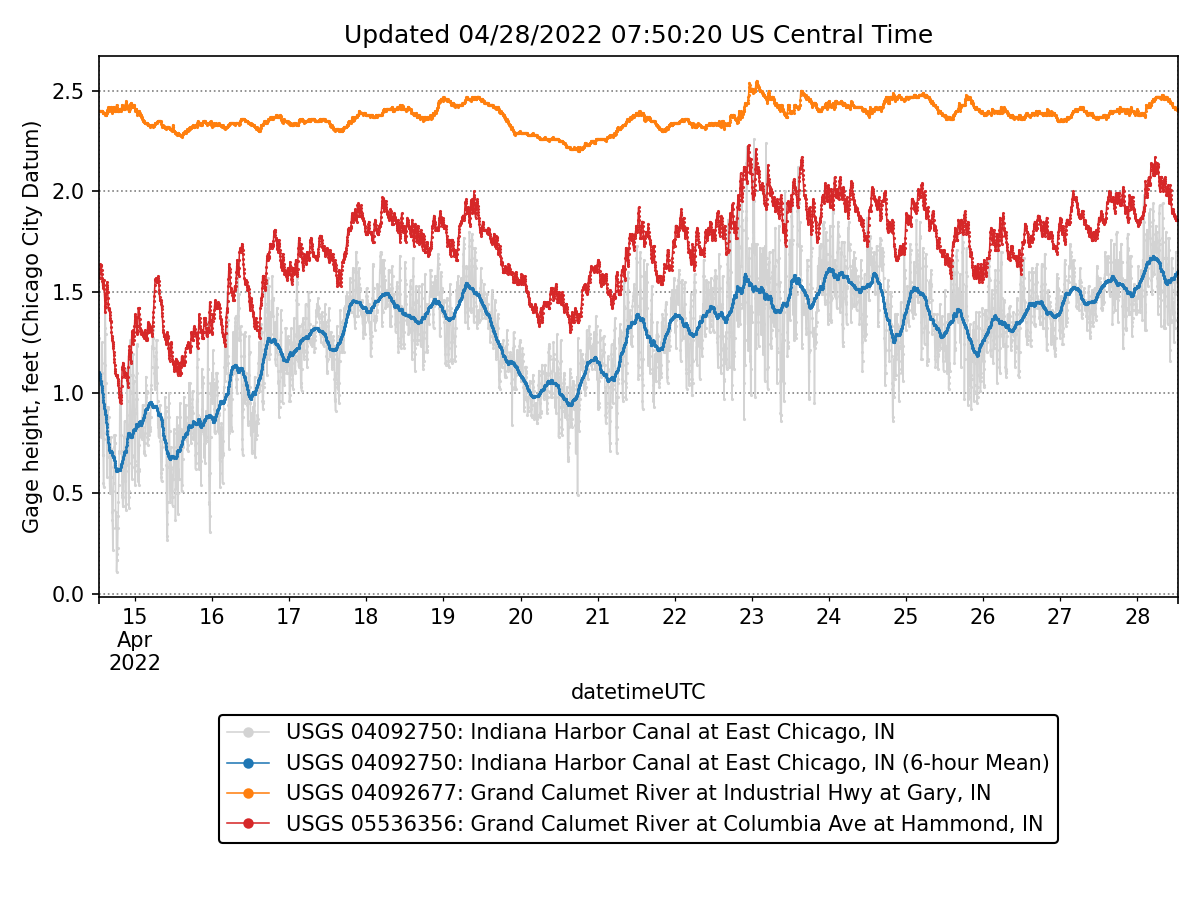 Updated 04/28/2022 07:50:20 US Central Time
Gage height, feet (Chicago City Datum)
2.5
2.0
1.5
1.0
0.5
0.0
15 16 17 18 19 20 21 22 23 24 25 26 27 28
Apr
2022
datetimeUTC
USGS 04092750: Indiana Harbor Canal at East Chicago, IN
USGS 04092750: Indiana Harbor Canal at East Chicago, IN (6-hour Mean)
USGS 04092677: Grand Calumet River at Industrial Hwy at Gary, IN
USGS 05536356: Grand Calumet River at Columbia Ave at Hammond, IN